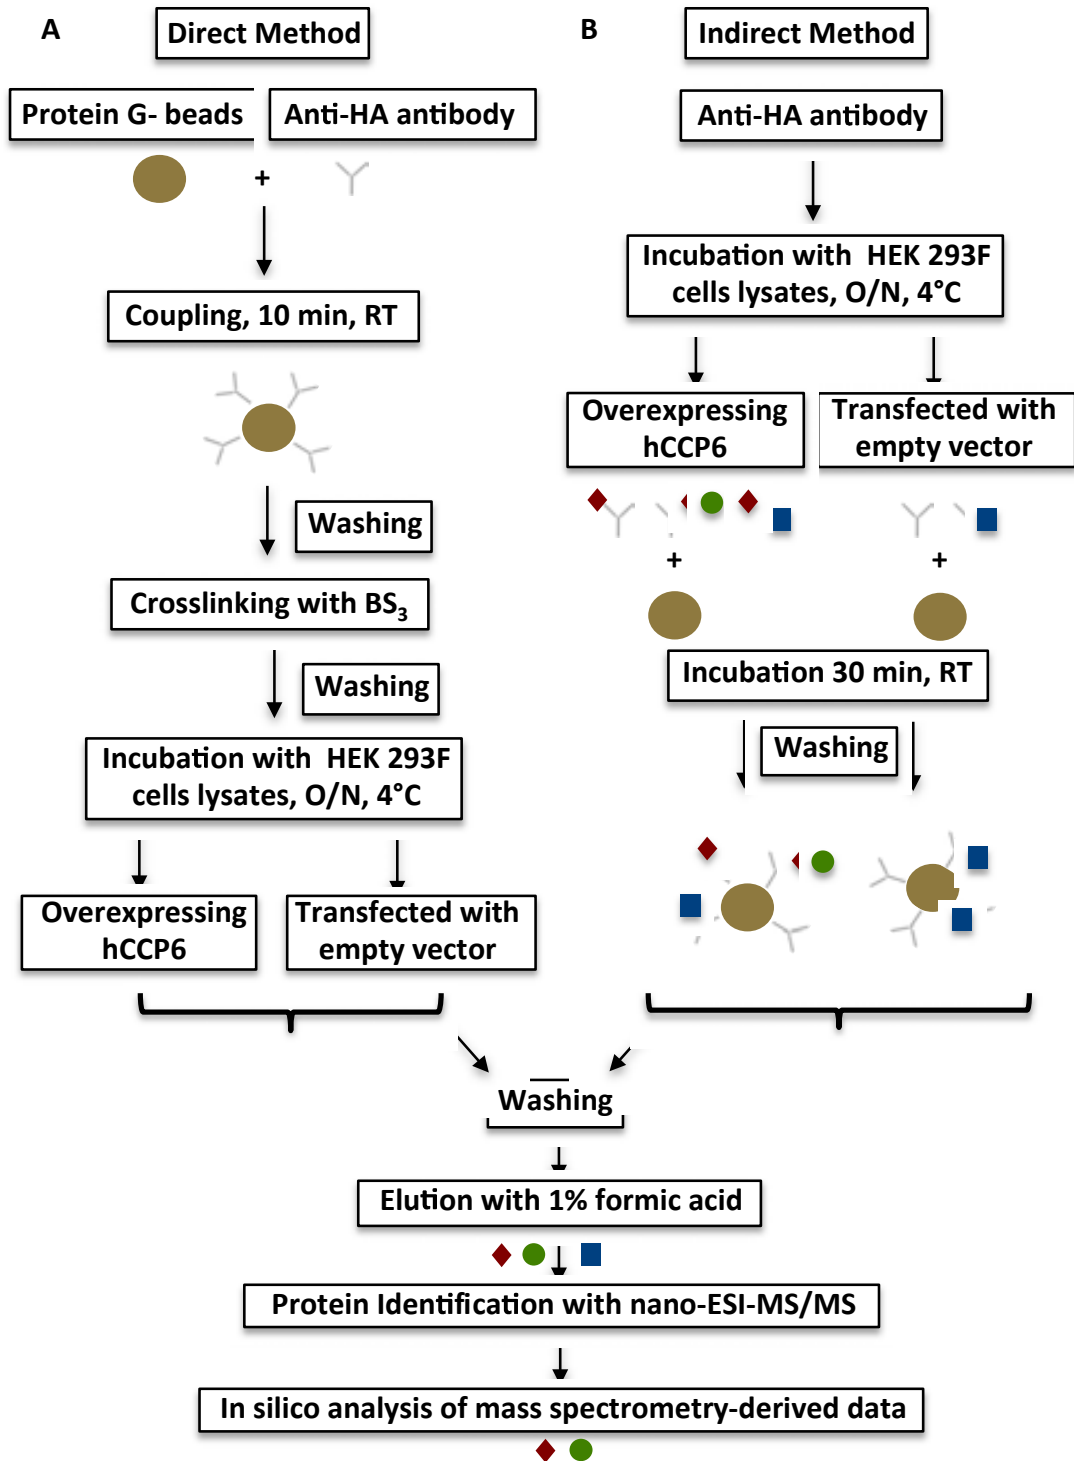 A
Direct Method
Protein G- beads
Anti-HA antibody
+
Coupling, 10 min, RT
Washing
Crosslinking with BS3
Washing
Incubation with HEK 293F
cells lysates, O/N, 4°C
Overexpressing
hCCP6
Transfected with
empty vector
B
Indirect Method
Anti-HA antibody
Incubation with HEK 293F
cells lysates, O/N, 4°C
Overexpressing
hCCP6
Transfected with
empty vector
+
+
Incubation 30 min, RT
Washing
Washing
Elution with 1% formic acid
Protein Identification with nano-ESI-MS/MS
In silico analysis of mass spectrometry-derived data